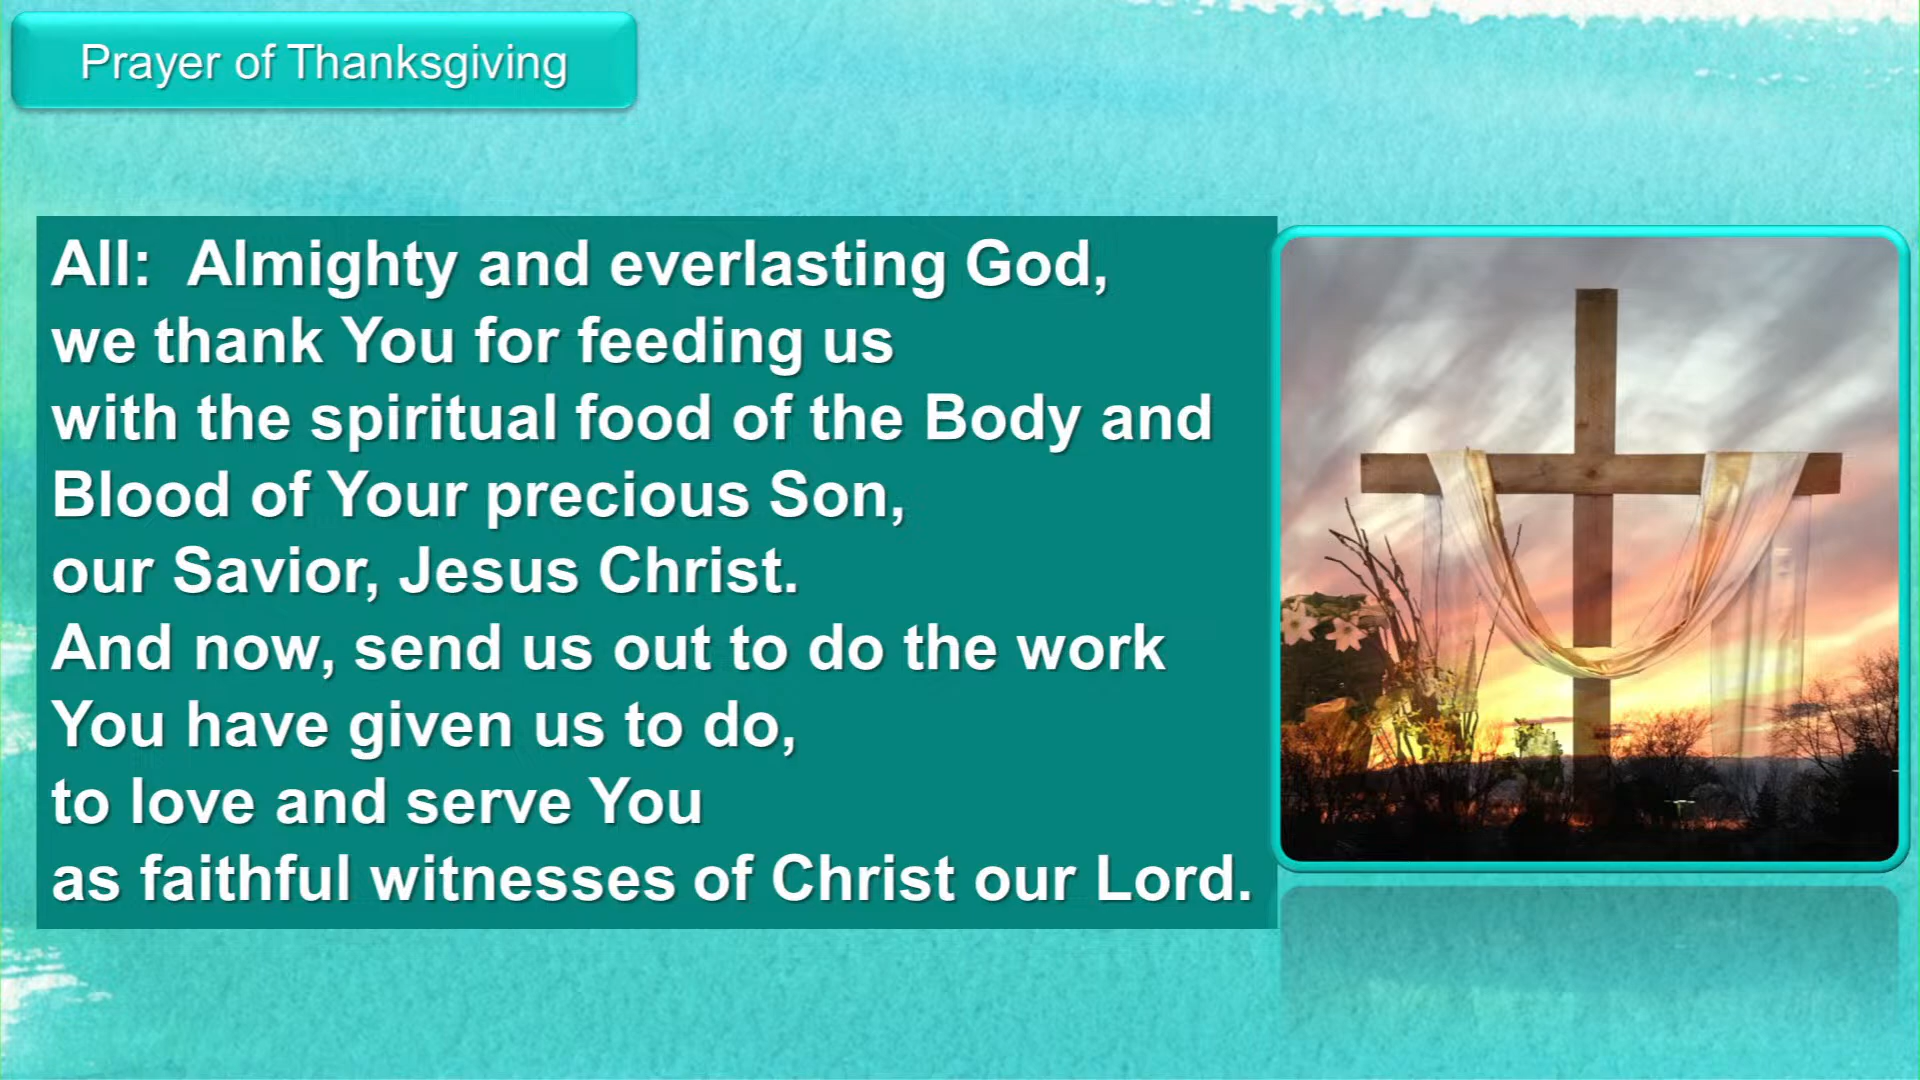 Prayer of Thanksgiving
All:  Almighty and everlasting God,
we thank You for feeding us
with the spiritual food of the Body and
Blood of Your precious Son,
our Savior, Jesus Christ.
And now, send us out to do the work
You have given us to do,
to love and serve You
as faithful witnesses of Christ our Lord.